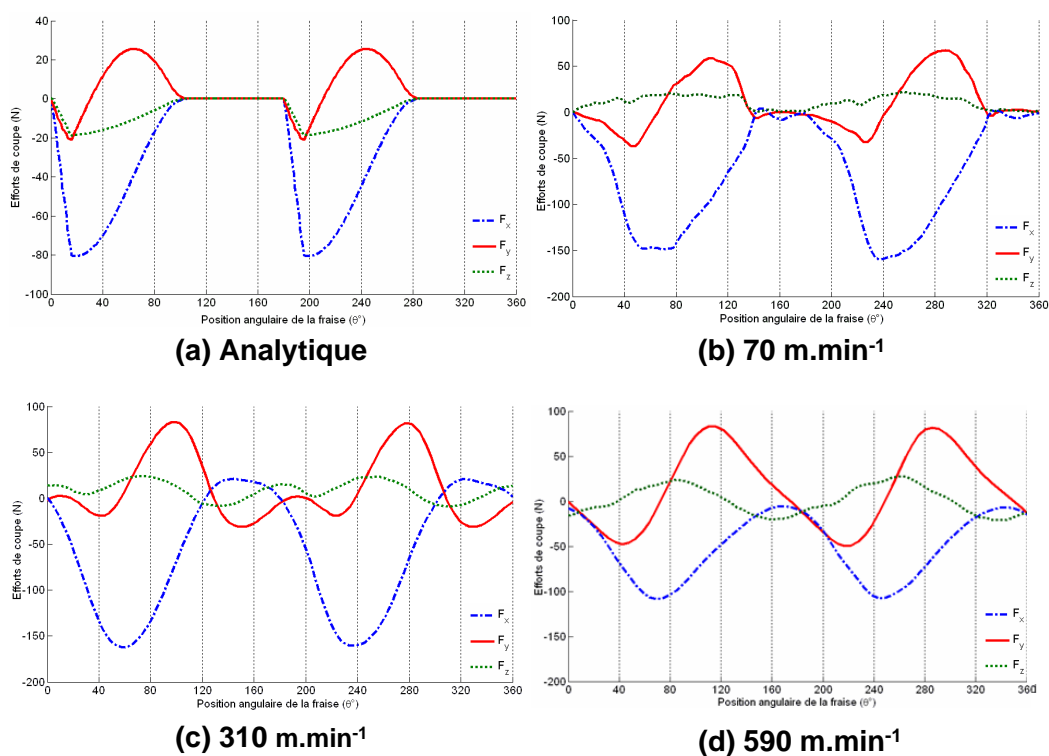 40
20
0
-20
-40
-60
-80
-100
Efforts de coupe (N)
Fx
Fy
Fz
0 40 80 120 160 200 240 280 320 360
Position angulaire de la fraise (θ°)
(a) Analytique
100
50
0
-50
-100
-150
-200
Efforts de coupe (N)
Fx
Fy
Fz
0 40 80 120 160 200 240 280 320 360
Position angulaire de la fraise (θ°)
(b) 70 m.min-1
100
50
0
-50
-100
-150
-200
Efforts de coupe (N)
Fx
Fy
Fz
0 40 80 120 160 200 240 280 320 360
Position angulaire de la fraise (θ°)
(c) 310 m.min-1
100
50
0
-50
-100
-150
-200
Efforts de coupe (N)
Fx
Fy
Fz
0 40 80 120 160 200 240 280 320 360
Position angulaire de la fraise (θ°)
(d) 590 m.min-1